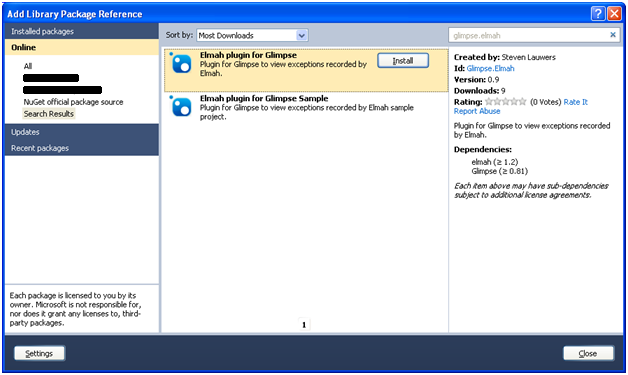 Add Library Package Reference
Installed packages
Online
All
NuGet official package source
Search Results
Updates
Recent packages
Each package is licensed to you by its
owner. Microsoft is not responsible for,
nor does it grant any licenses to, third-
party packages.
Settings
Sort by: Most Downloads
Elmah plugin for Glimpse
Plugin for Glimpse to view exceptions recorded by
Elmah.
Install
Elmah plugin for Glimpse Sample
Plugin for Glimpse to view exceptions recorded by Elmah sample
project.
1
glimpse.elmah
Created by: Steven Lauwers
Id: Glimpse.Elmah
Version: 0.9
Downloads: 9
Rating: (0 Votes) Rate It
Report Abuse
Plugin for Glimpse to view exceptions recorded
by Elmah.
Dependencies:
elmah (≥ 1.2)
Glimpse (≥ 0.81)
Each item above may have sub-dependencies
subject to additional license agreements.
Close